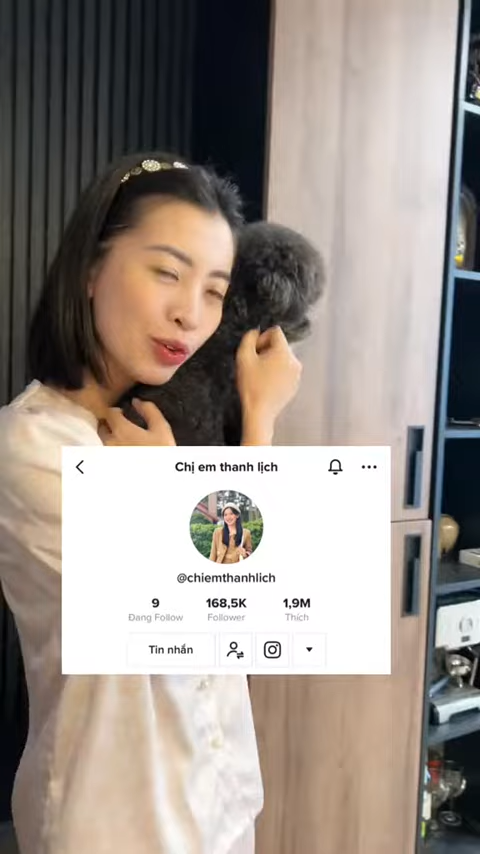 Chị em thanh lịch
@chiemthanhlich
9 168,5K 1,9M
Đang Follow Follower Thích
Tin nhắn